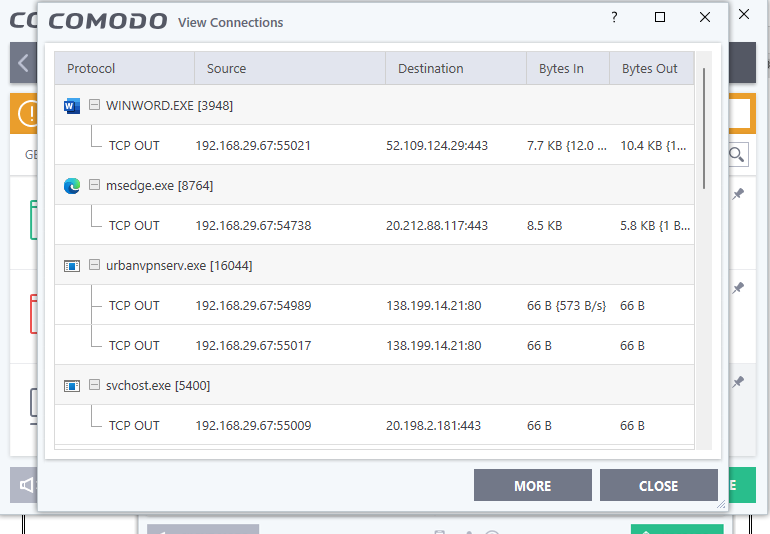 COMODO View Connections ?
Protocol Source Destination Bytes In Bytes Out
WINWORD.EXE [3948]
TCP OUT 192.168.29.67:55021 52.109.124.29:443 7.7 KB {12.0 ... 10.4 KB {1...
msedge.exe [8764]
TCP OUT 192.168.29.67:54738 20.212.88.117:443 8.5 KB 5.8 KB {1 B...
urbanvpnserv.exe [16044]
TCP OUT 192.168.29.67:54989 138.199.14.21:80 66 B {573 B/s} 66 B
TCP OUT 192.168.29.67:55017 138.199.14.21:80 66 B 66 B
svchost.exe [5400]
TCP OUT 192.168.29.67:55009 20.198.2.181:443 66 B 66 B
MORE CLOSE